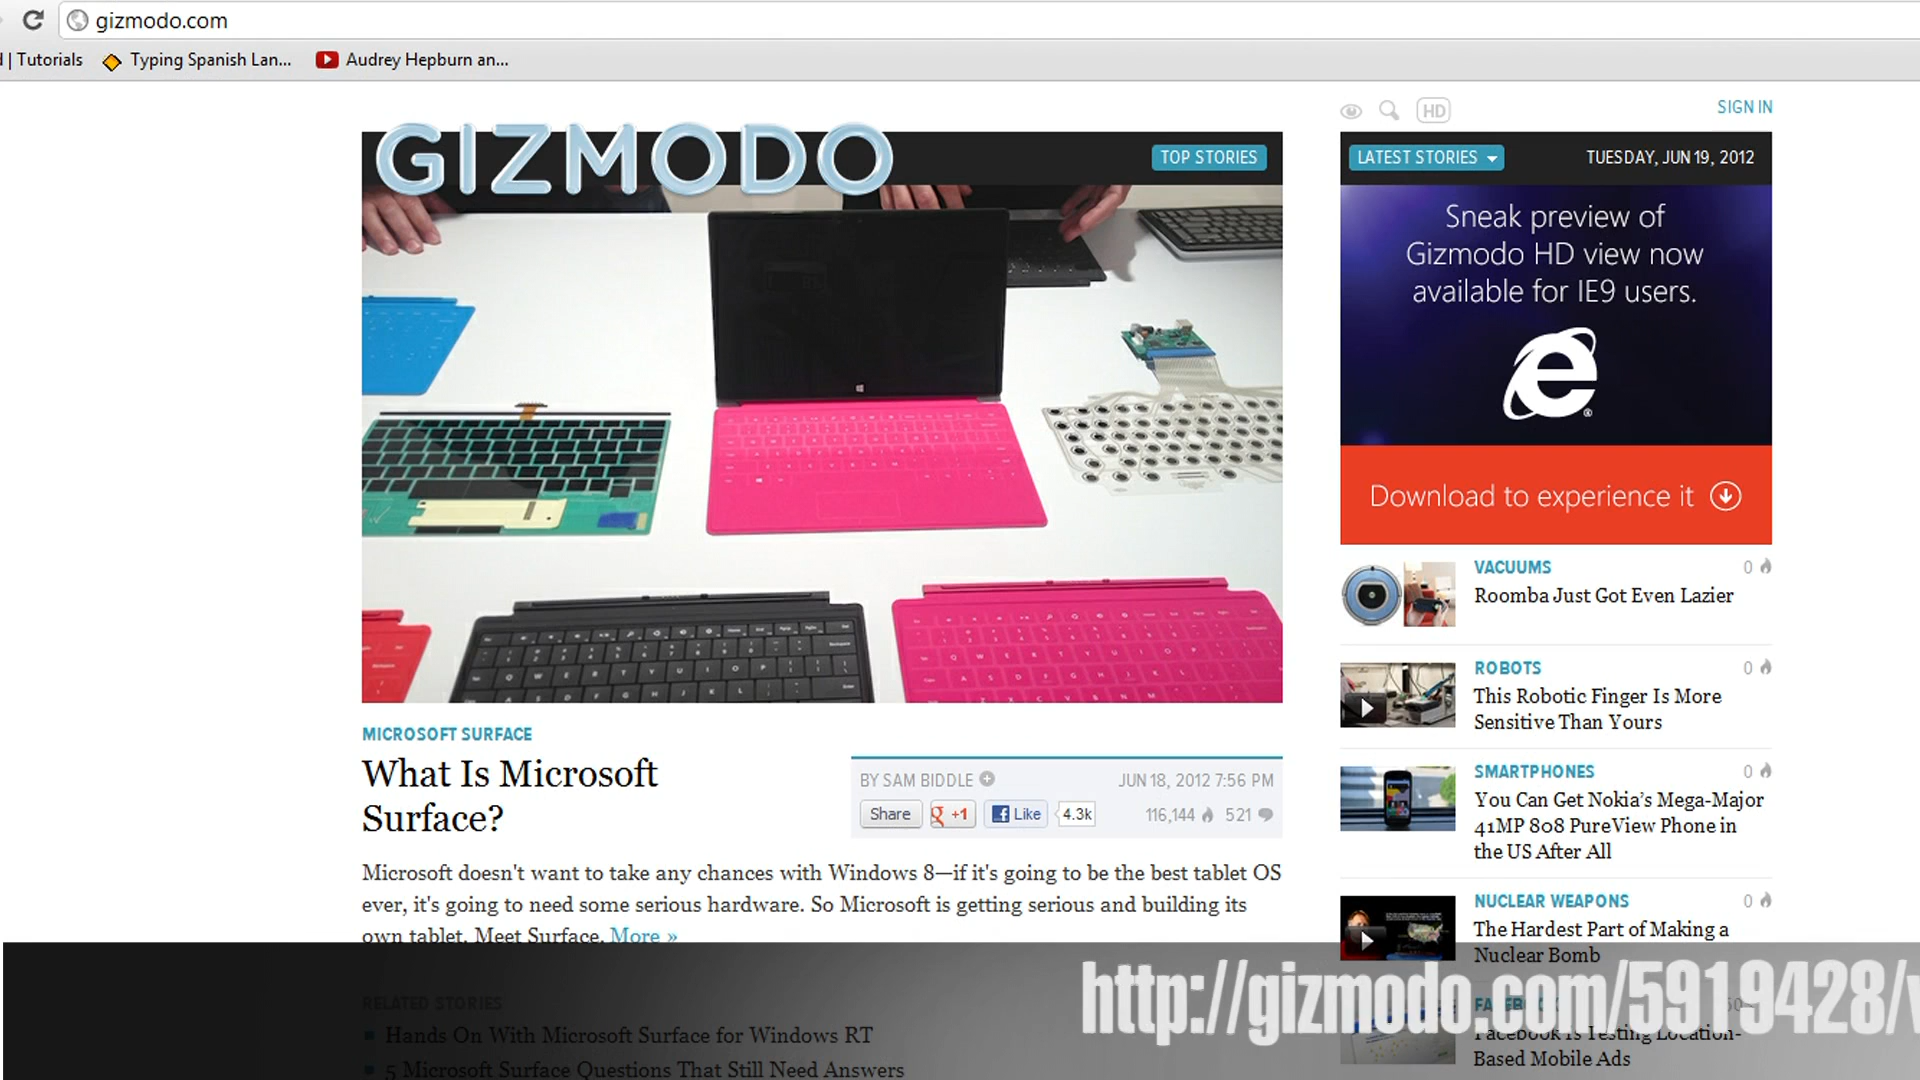 gizmodo.com
| Tutorials
Typing Spanish Lan...
Audrey Hepburn an...
HD
SIGN IN
GIZMODO
TOP STORIES
LATEST STORIES
TUESDAY, JUN 19, 2012
Sneak preview of
Gizmodo HD view now
available for IE9 users.
Download to experience it
VACUUMS
0
Roomba Just Got Even Lazier
ROBOTS
0
This Robotic Finger Is More
Sensitive Than Yours
SMARTPHONES
0
You Can Get Nokia's Mega-Major
41MP 808 PureView Phone in
the US After All
NUCLEAR WEAPONS
0
The Hardest Part of Making a
Nuclear Bomb
Facebook Is Testing Location-
Based Mobile Ads
MICROSOFT SURFACE
What Is Microsoft
Surface?
BY SAM BIDDLE
JUN 18, 2012 7:56 PM
Share
+1
Like
4.3k
116,144
521
Microsoft doesn't want to take any chances with Windows 8—if it's going to be the best tablet OS
ever, it's going to need some serious hardware. So Microsoft is getting serious and building its
own tablet. Meet Surface. More »
RELATED STORIES
Hands On With Microsoft Surface for Windows RT
5 Microsoft Surface Questions That Still Need Answers
http://gizmodo.com/5919428/